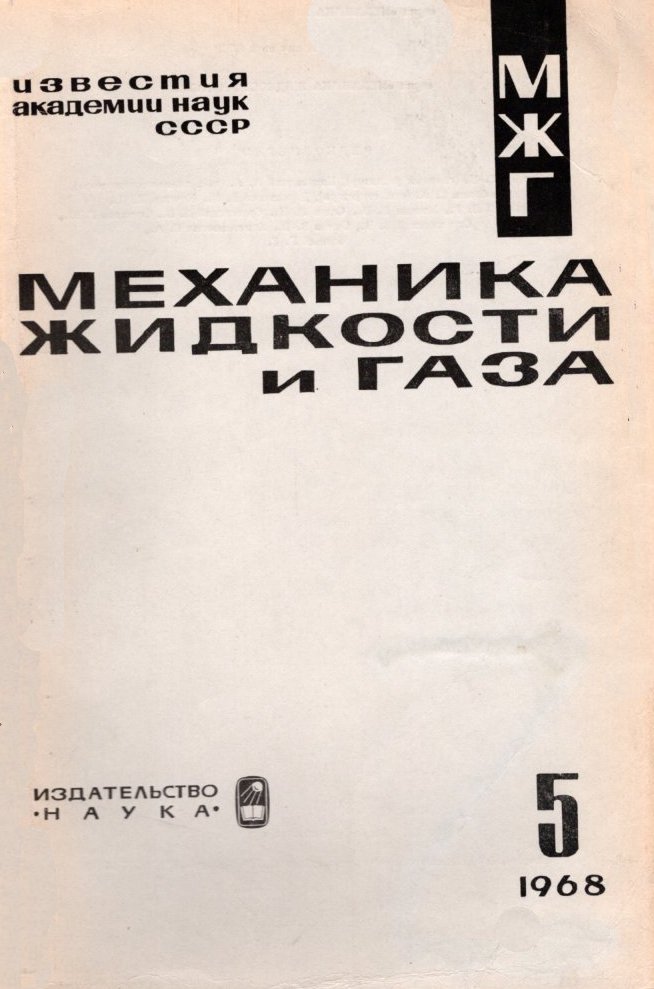 известия
академии наук
СССР
М
Ж
Г
МЕХАНИКА
ЖИДКОСТИ
и ГАЗА
ИЗДАТЕЛЬСТВО
·НАУКА·
5
1968